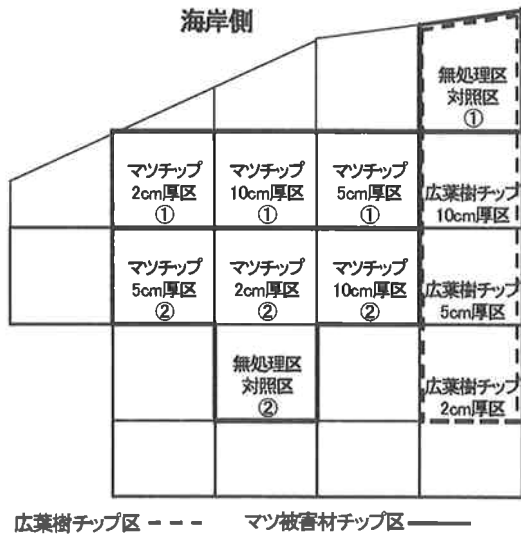 海岸側
無処理区
対照区
①
マツチップ
2cm厚区
①
マツチップ
10cm厚区
①
マツチップ
5cm厚区
①
広葉樹チップ
10cm厚区
マツチップ
5cm厚区
②
マツチップ
2cm厚区
②
マツチップ
10cm厚区
②
広葉樹チップ
5cm厚区
無処理区
対照区
②
広葉樹チップ
2cm厚区
広葉樹チップ区
マツ被害材チップ区